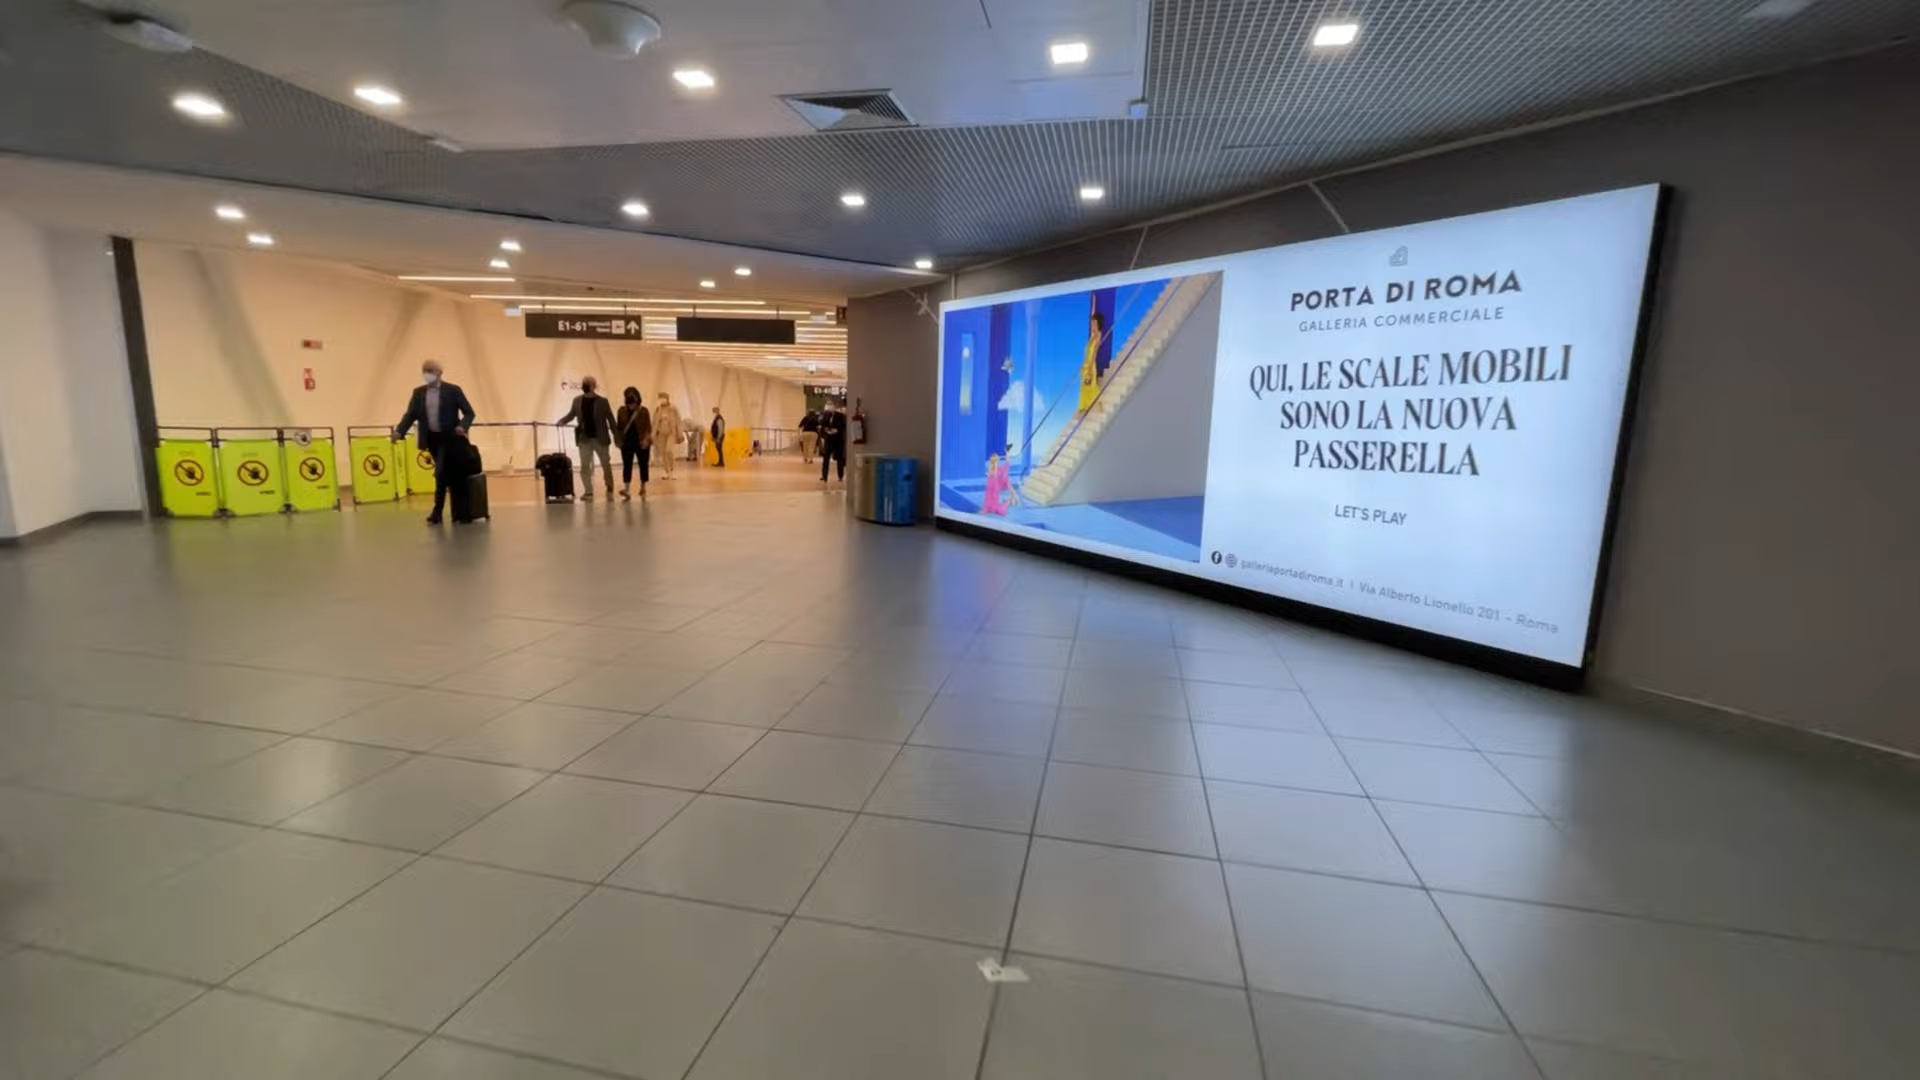 E1-61
PORTA DI ROMA
GALLERIA COMMERCIALE
QUI, LE SCALE MOBILI
SONO LA NUOVA
PASSERELLA
LET'S PLAY
galleriaportadiroma.it | Via Alberto Lionello 201 - Roma